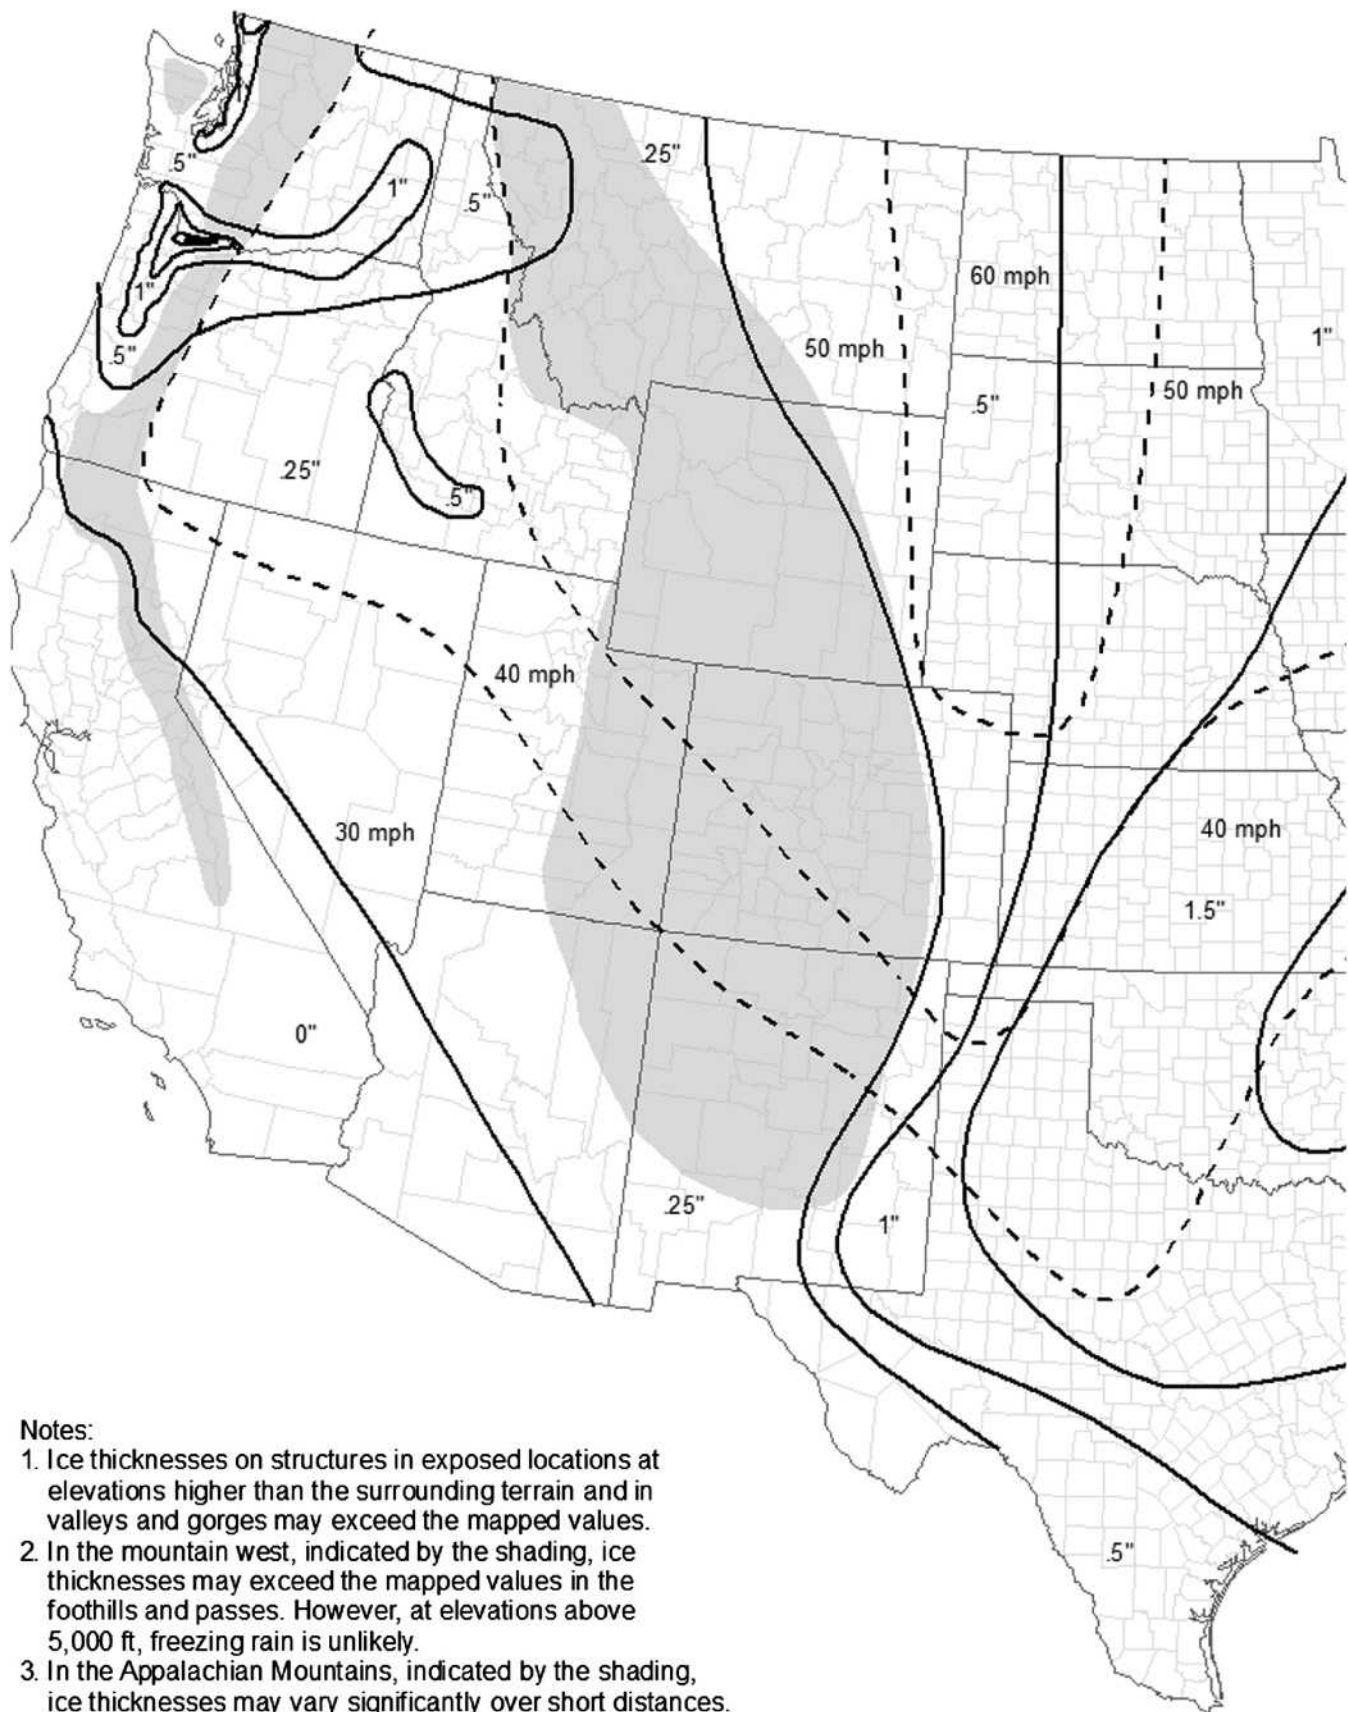 .25"
.5"
1"
.5"
60 mph
1"
1"
50 mph
.5"
50 mph
.5"
.25"
.5"
40 mph
30 mph
40 mph
1.5"
0"
.25"
1"
.5"
Notes:
1. Ice thicknesses on structures in exposed locations at
elevations higher than the surrounding terrain and in
valleys and gorges may exceed the mapped values.
2. In the mountain west, indicated by the shading, ice
thicknesses may exceed the mapped values in the
foothills and passes. However, at elevations above
5,000 ft, freezing rain is unlikely.
3. In the Appalachian Mountains, indicated by the shading,
ice thicknesses may vary significantly over short distances.